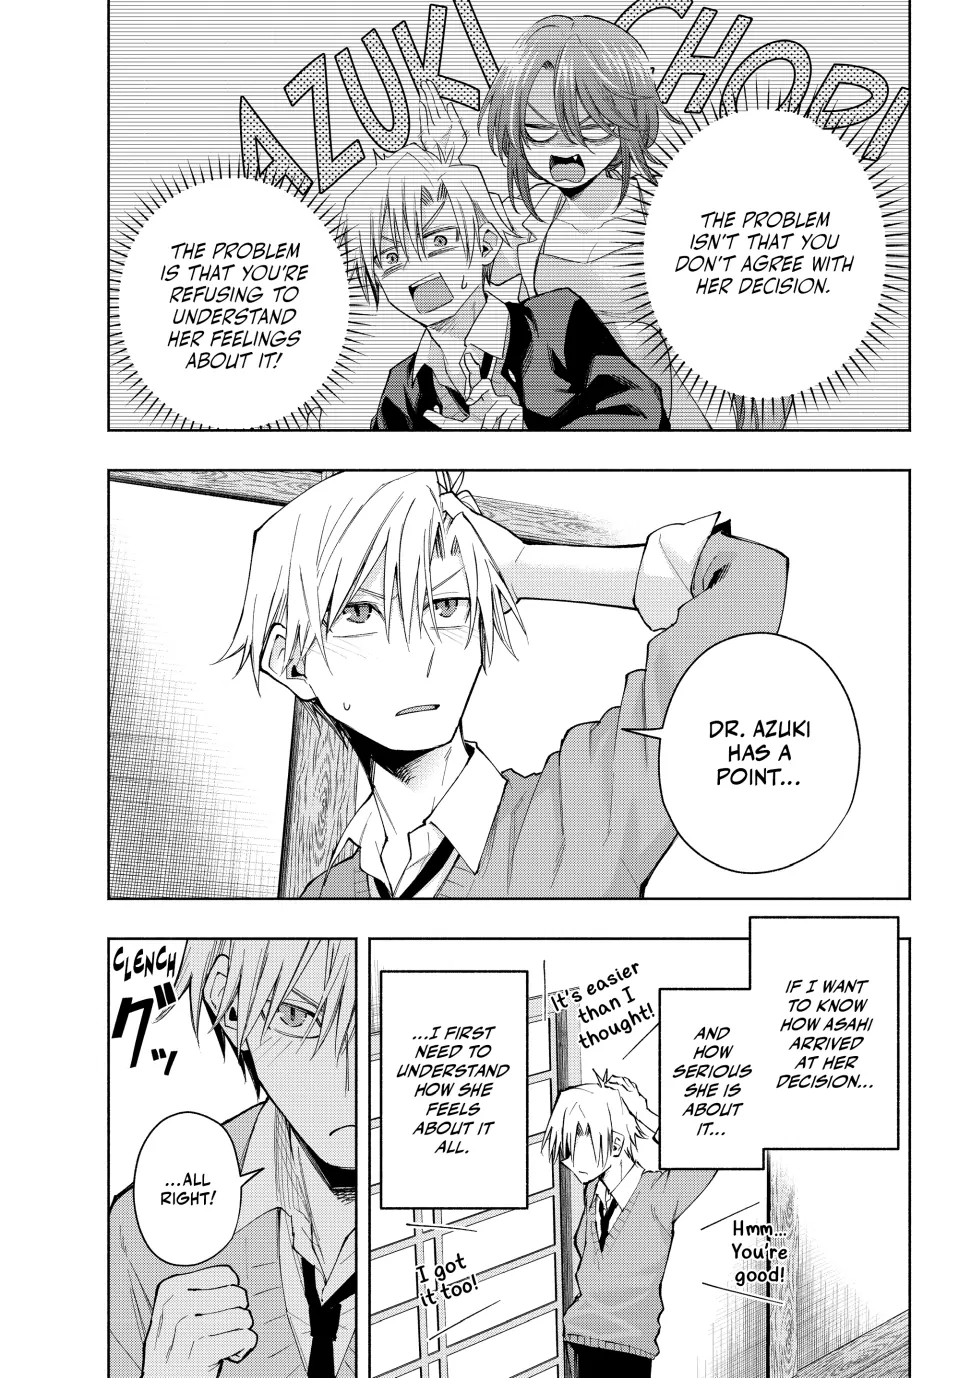 AZUKI CHOP!!
THE PROBLEM
ISN'T THAT YOU
DON'T AGREE WITH
HER DECISION.
THE PROBLEM
IS THAT YOU'RE
REFUSING TO
UNDERSTAND
HER FEELINGS
ABOUT IT!
DR. AZUKI
HAS A
POINT...
IF I WANT
TO KNOW
HOW ASAHI
ARRIVED
AT HER
DECISION...
AND
HOW
SERIOUS
SHE IS
ABOUT
IT...
It's easier
than I
thought!
...I FIRST
NEED TO
UNDERSTAND
HOW SHE
FEELS
ABOUT IT
ALL.
Hmm...
You're
good!
I got
it too!
CLENCH
グッ
...ALL
RIGHT!